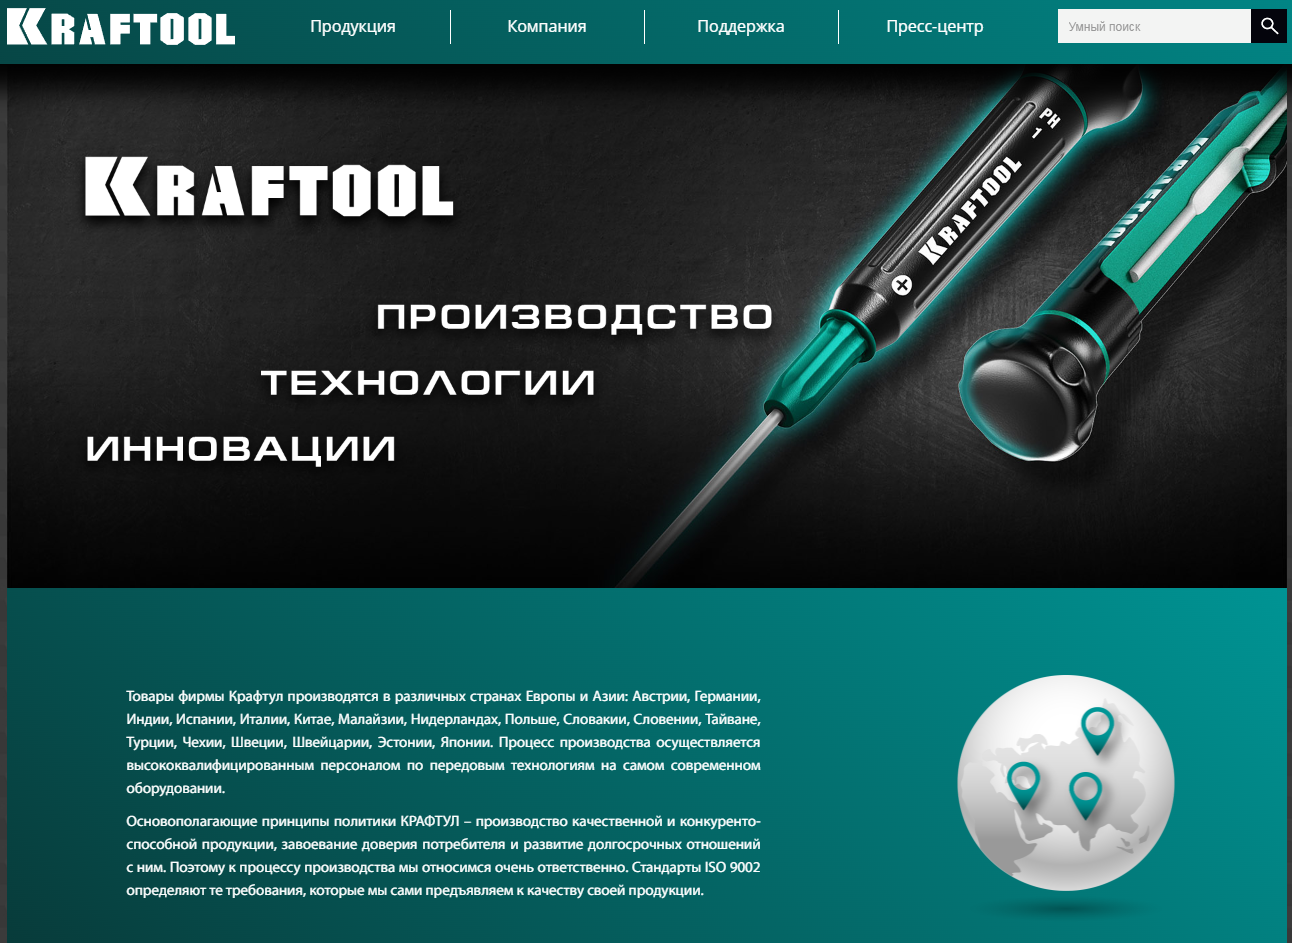 KRAFTOOL
Продукция
Компания
Поддержка
Пресс-центр
Умный поиск
KRAFTOOL
PH
1
KRAFTOOL
KRAFTOOL
ПРОИЗВОДСТВО
ТЕХНОЛОГИИ
ИННОВАЦИИ
Товары фирмы Крафтул производятся в различных странах Европы и Азии: Австрии, Германии,
Индии, Испании, Италии, Китае, Малайзии, Нидерландах, Польше, Словакии, Словении, Тайване,
Турции, Чехии, Швеции, Швейцарии, Эстонии, Японии. Процесс производства осуществляется
высококвалифицированным персоналом по передовым технологиям на самом современном
оборудовании.
Основополагающие принципы политики КРАФТУЛ – производство качественной и конкуренто-
способной продукции, завоевание доверия потребителя и развитие долгосрочных отношений
с ним. Поэтому к процессу производства мы относимся очень ответственно. Стандарты ISO 9002
определяют те требования, которые мы сами предъявляем к качеству своей продукции.